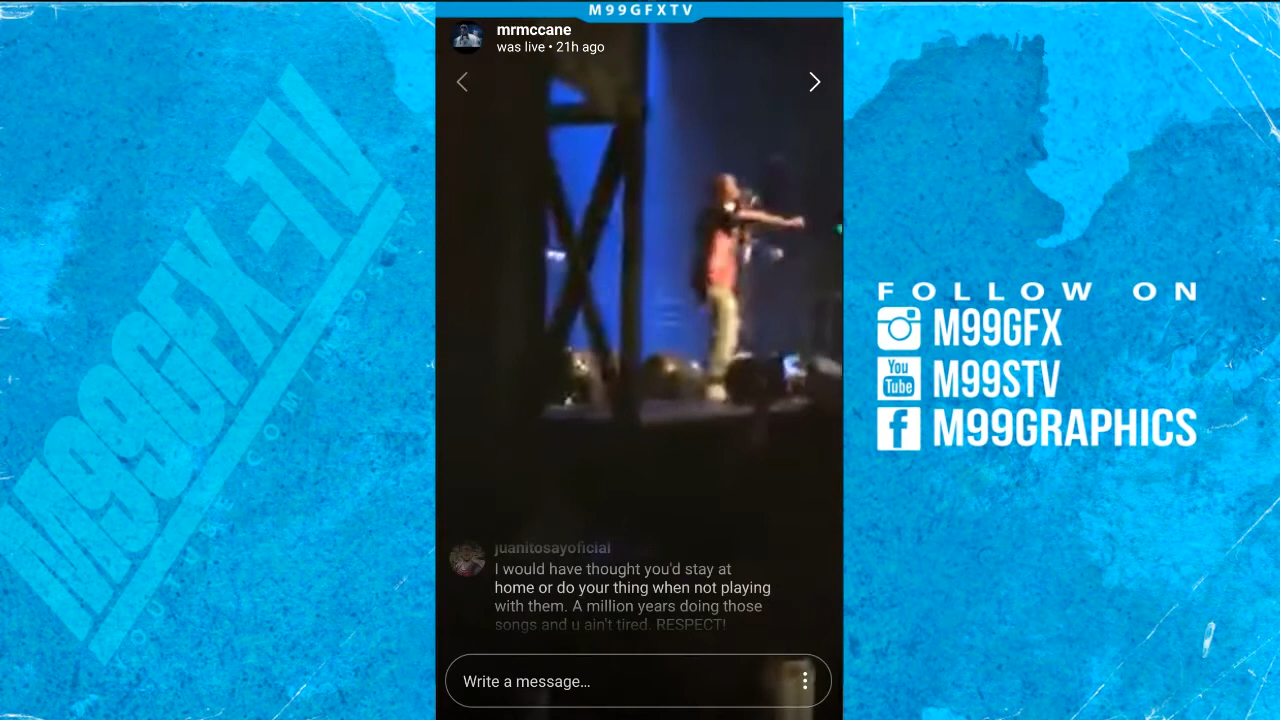 M99GFXTV
mrmccane
was live • 21h ago
M99GFX-TV
FOLLOW ON
M99GFX
You
Tube
M99STV
f M99GRAPHICS
juanitosayoficial
I would have thought you'd stay at
home or do your thing when not playing
with them. A million years doing those
songs and u ain't tired. RESPECT!
Write a message...